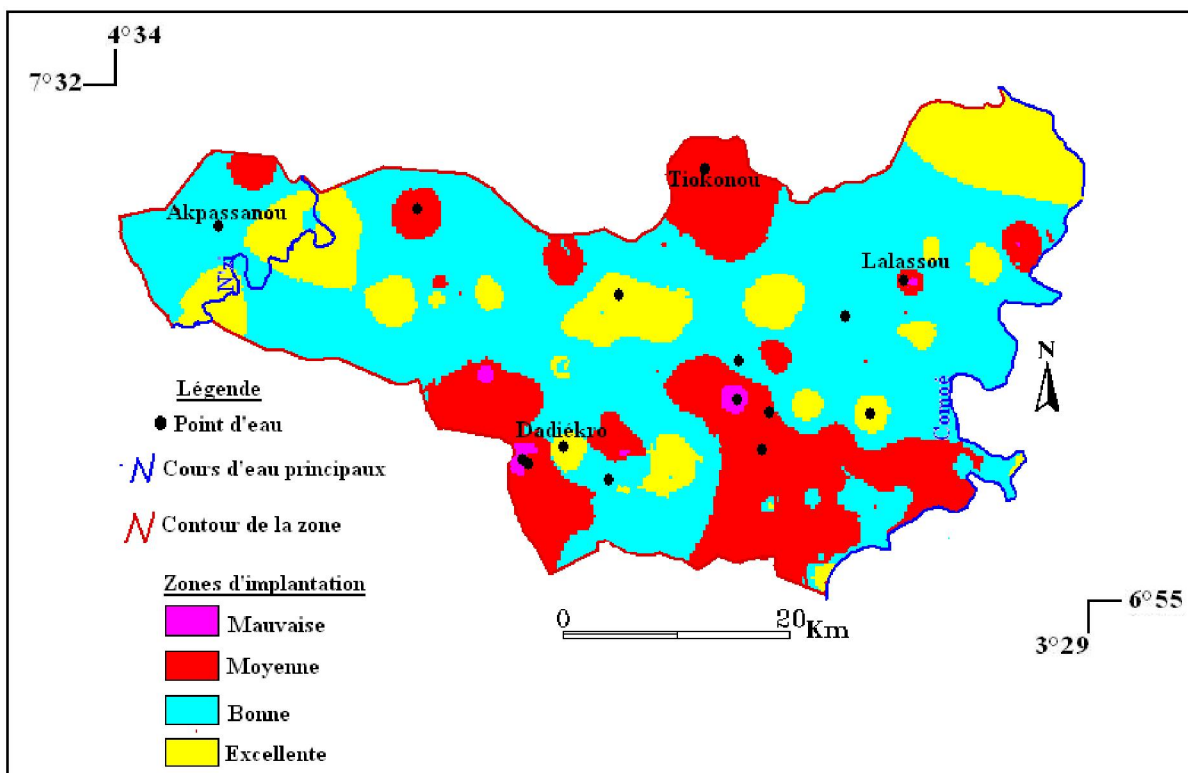 4°34
7°32
Tiokonou
Akpassanou
Lalassou
N'zi
N
Légende
Point d'eau
Dadiékro
Comoé
Cours d'eau principaux
Contour de la zone
Zones d'implantation
6°55
0 20 Km
Mauvaise
3°29
Moyenne
Bonne
Excellente